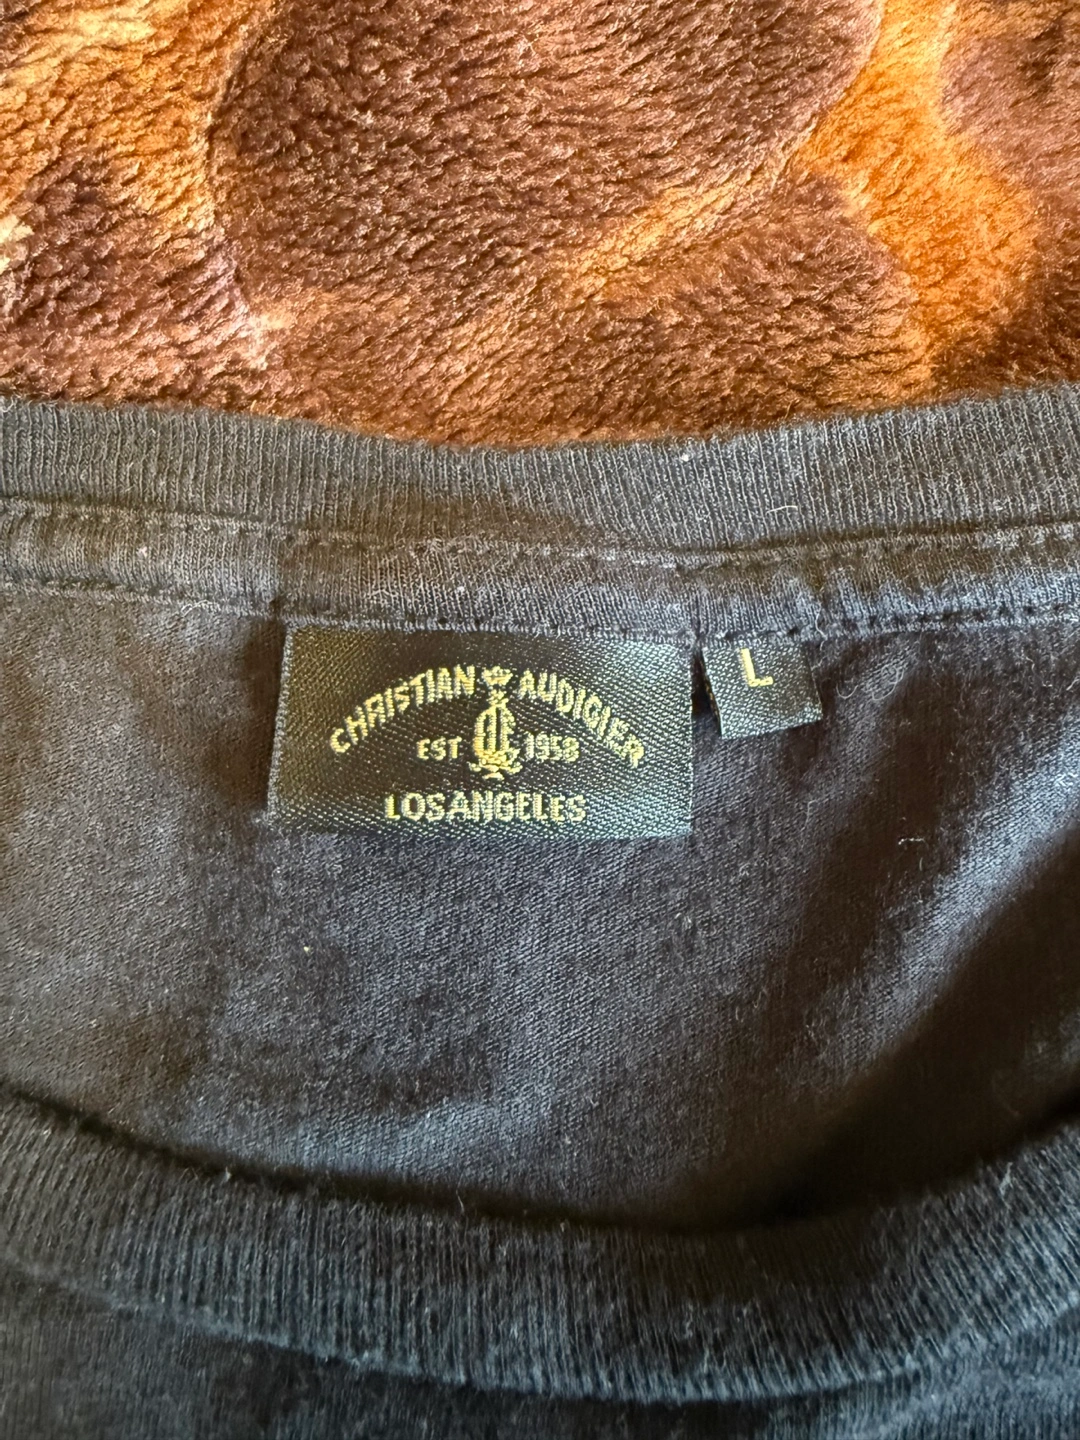 CHRISTIAN AUDIGIER
EST 1958
LOSANGELES
L